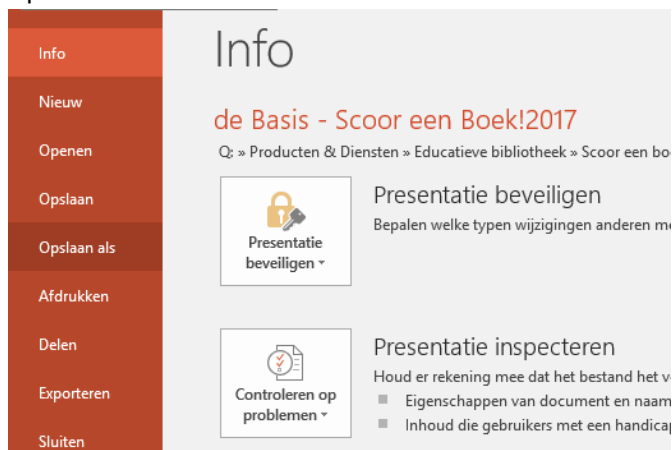 Info
Nieuw
Openen
Opslaan
Opslaan als
Afdrukken
Delen
Exporteren
Sluiten
Info
de Basis - Scoor een Boek!2017
Q: » Producten & Diensten » Educatieve bibliotheek » Scoor een
Presentatie
beveiligen
Presentatie beveiligen
Bepalen welke typen wijzigingen anderen
Controleren op
problemen
Presentatie inspecteren
Houd er rekening mee dat het bestand het
Eigenschappen van document en naam
Inhoud die gebruikers met een